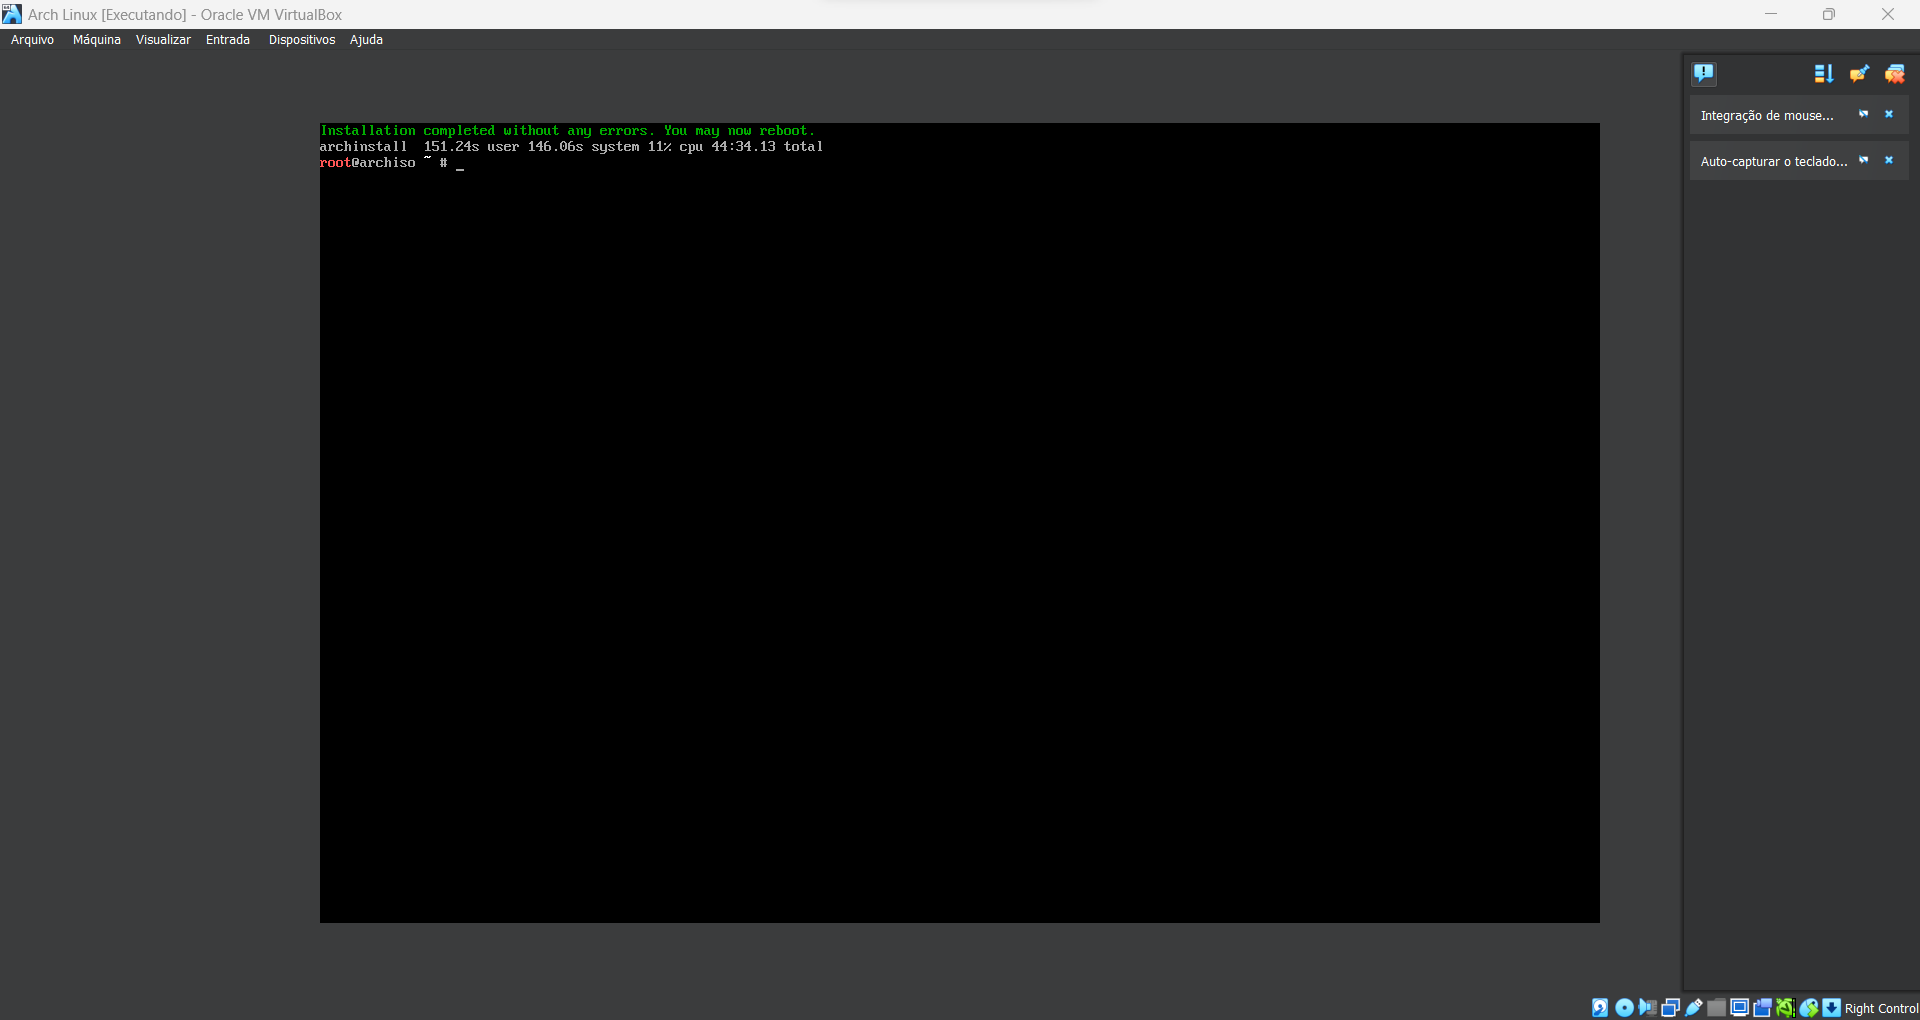 Arch Linux [Executando] - Oracle VM VirtualBox
Arquivo Máquina Visualizar Entrada Dispositivos Ajuda
Integração de mouse...
Auto-capturar o teclado...
Installation completed without any errors. You may now reboot.
archinstall  151.24s user 146.06s system 11% cpu 44:34.13 total
root@archiso ~ # _
Right Control